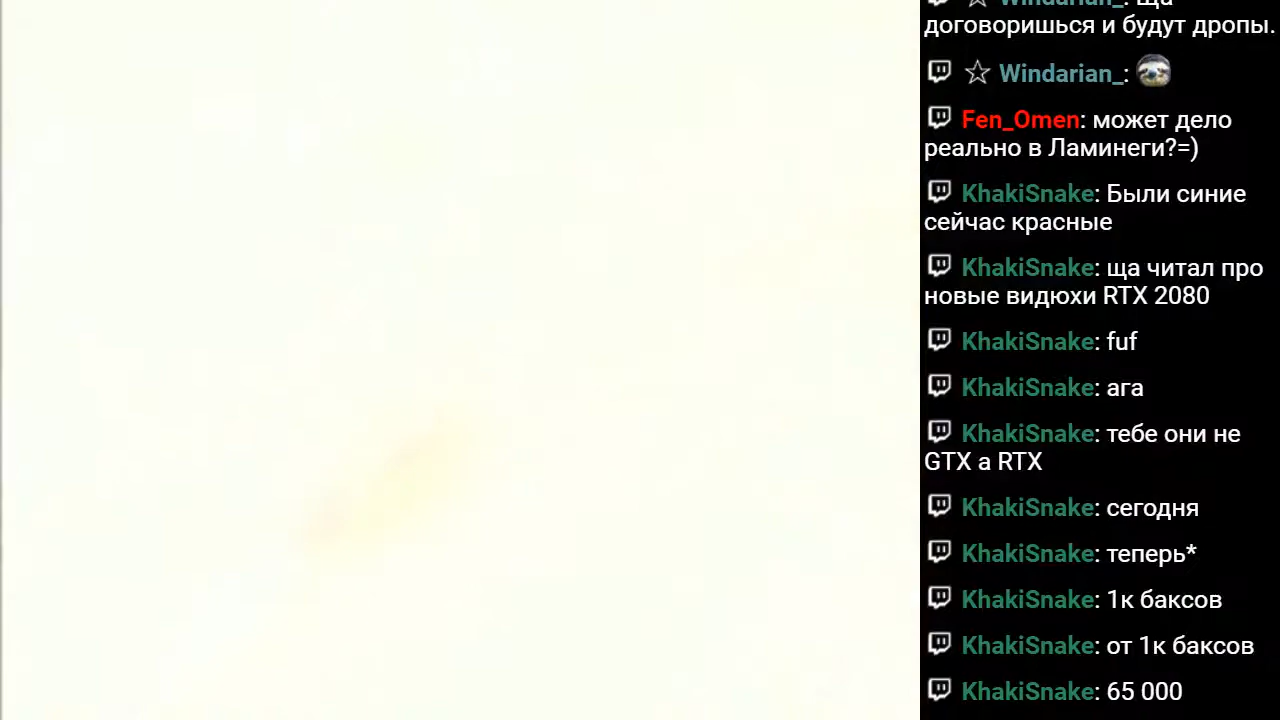 Windarian_: Ща
договоришься и будут дропы.
Windarian_:
Fen_Omen: может дело
реально в Ламинеги?=)
KhakiSnake: Были синие
сейчас красные
KhakiSnake: ща читал про
новые видюхи RTX 2080
KhakiSnake: fuf
KhakiSnake: ага
KhakiSnake: тебе они не
GTX а RTX
KhakiSnake: сегодня
KhakiSnake: теперь*
KhakiSnake: 1к баксов
KhakiSnake: от 1к баксов
KhakiSnake: 65 000